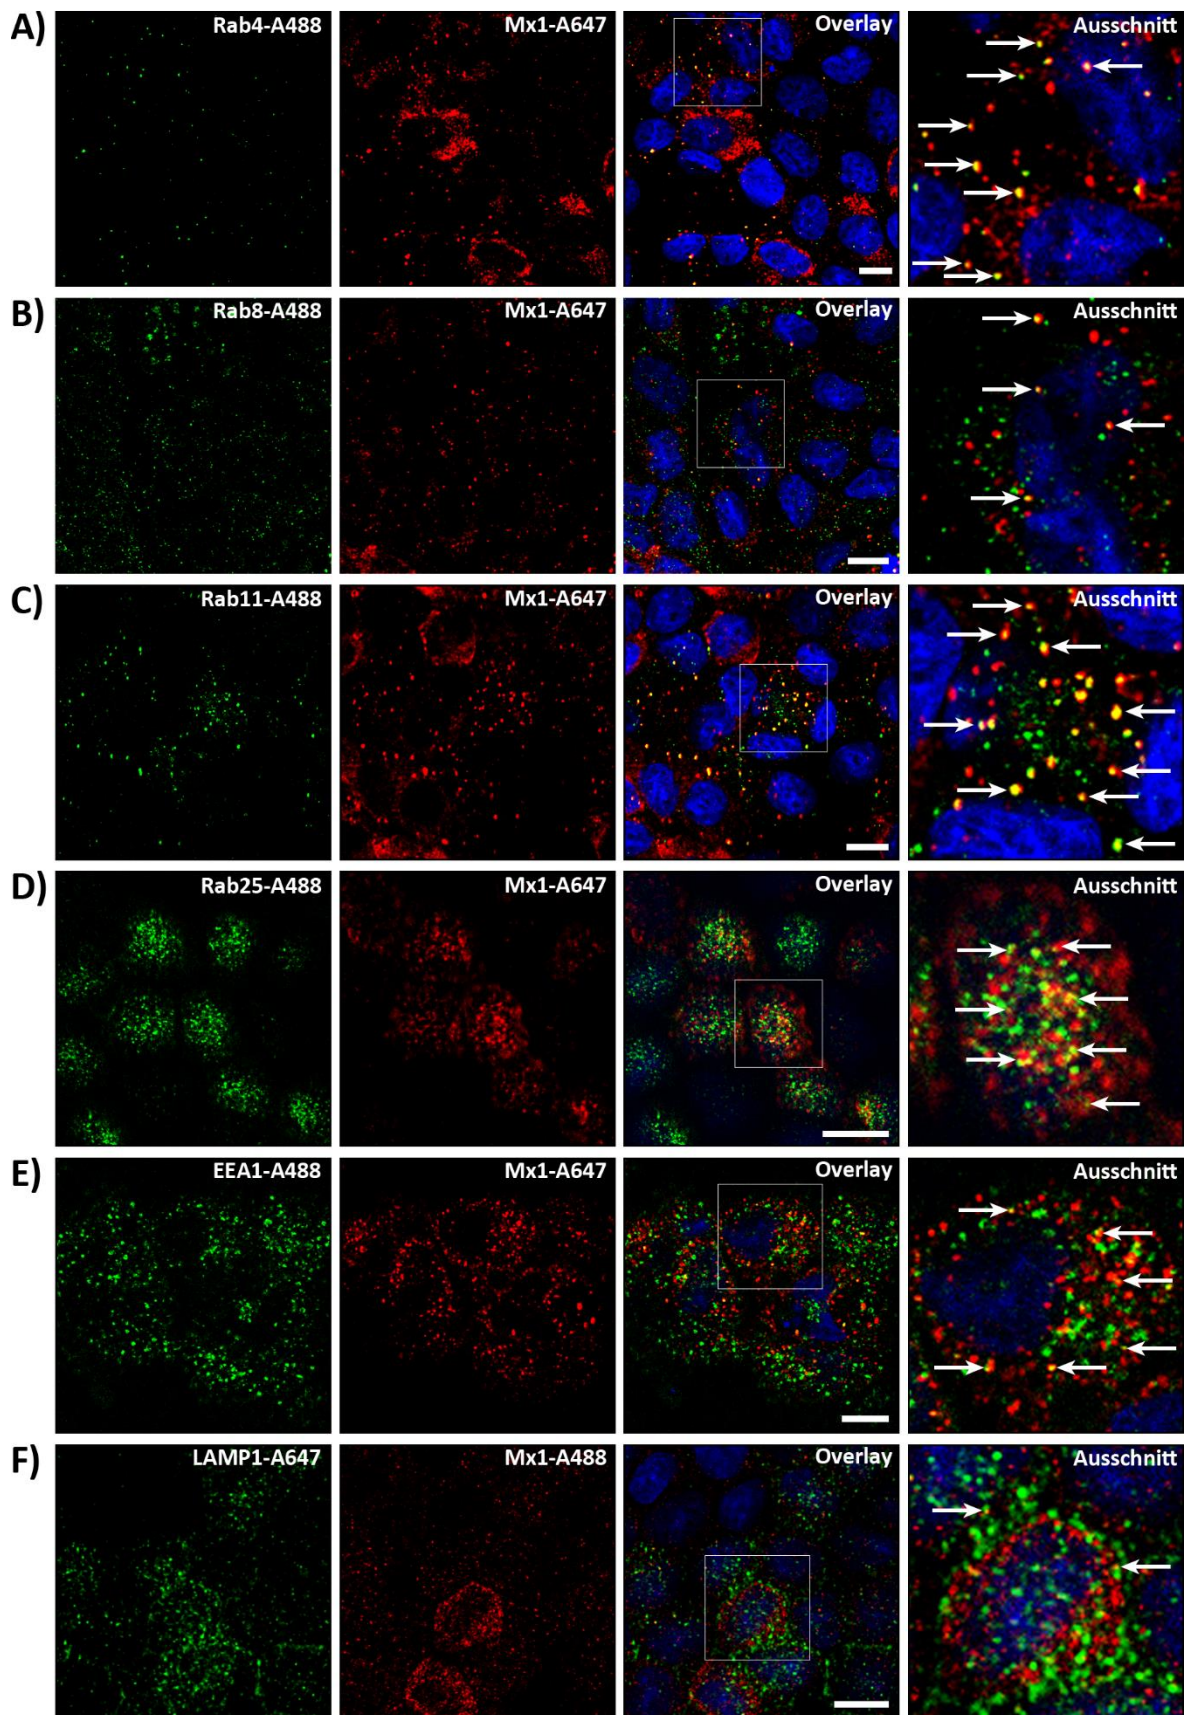 A) Rab4-A488 Mx1-A647 Overlay Ausschnitt
B) Rab8-A488 Mx1-A647 Overlay Ausschnitt
C) Rab11-A488 Mx1-A647 Overlay Ausschnitt
D) Rab25-A488 Mx1-A647 Overlay Ausschnitt
E) EEA1-A488 Mx1-A647 Overlay Ausschnitt
F) LAMP1-A647 Mx1-A488 Overlay Ausschnitt